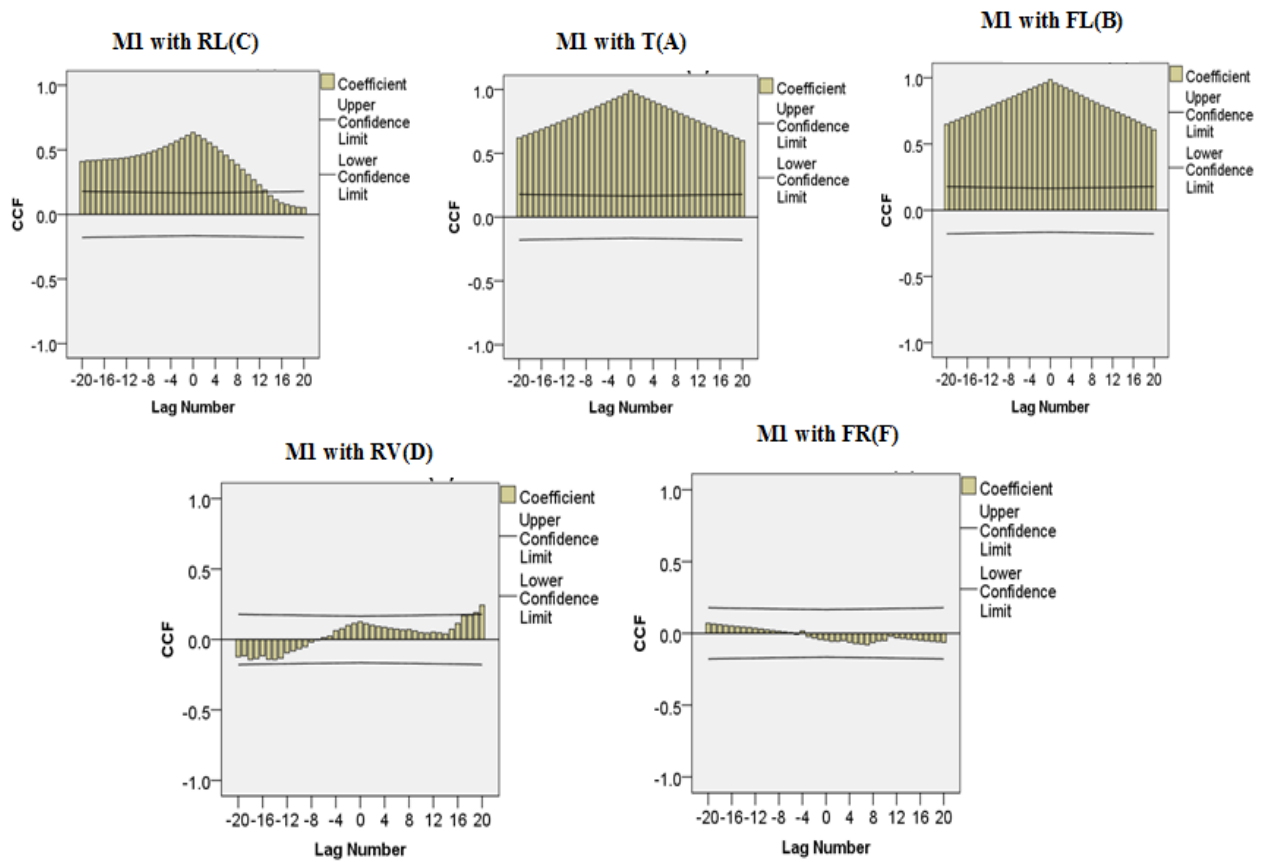 M1 with RL(C)
1.0
0.5
0.0
-0.5
-1.0
CCF
-20-16-12 -8 -4 0 4 8 12 16 20
Lag Number
Coefficient
Upper
Confidence
Limit
Lower
Confidence
Limit
M1 with T(A)
1.0
0.5
0.0
-0.5
-1.0
CCF
-20-16-12 -8 -4 0 4 8 12 16 20
Lag Number
Coefficient
Upper
Confidence
Limit
Lower
Confidence
Limit
M1 with FL(B)
1.0
0.5
0.0
-0.5
-1.0
CCF
-20-16-12 -8 -4 0 4 8 12 16 20
Lag Number
Coefficient
Upper
Confidence
Limit
Lower
Confidence
Limit
M1 with RV(D)
1.0
0.5
0.0
-0.5
-1.0
CCF
-20-16-12 -8 -4 0 4 8 12 16 20
Lag Number
Coefficient
Upper
Confidence
Limit
Lower
Confidence
Limit
M1 with FR(F)
1.0
0.5
0.0
-0.5
-1.0
CCF
-20 -16 -12 -8 -4 0 4 8 12 16 20
Lag Number
Coefficient
Upper
Confidence
Limit
Lower
Confidence
Limit